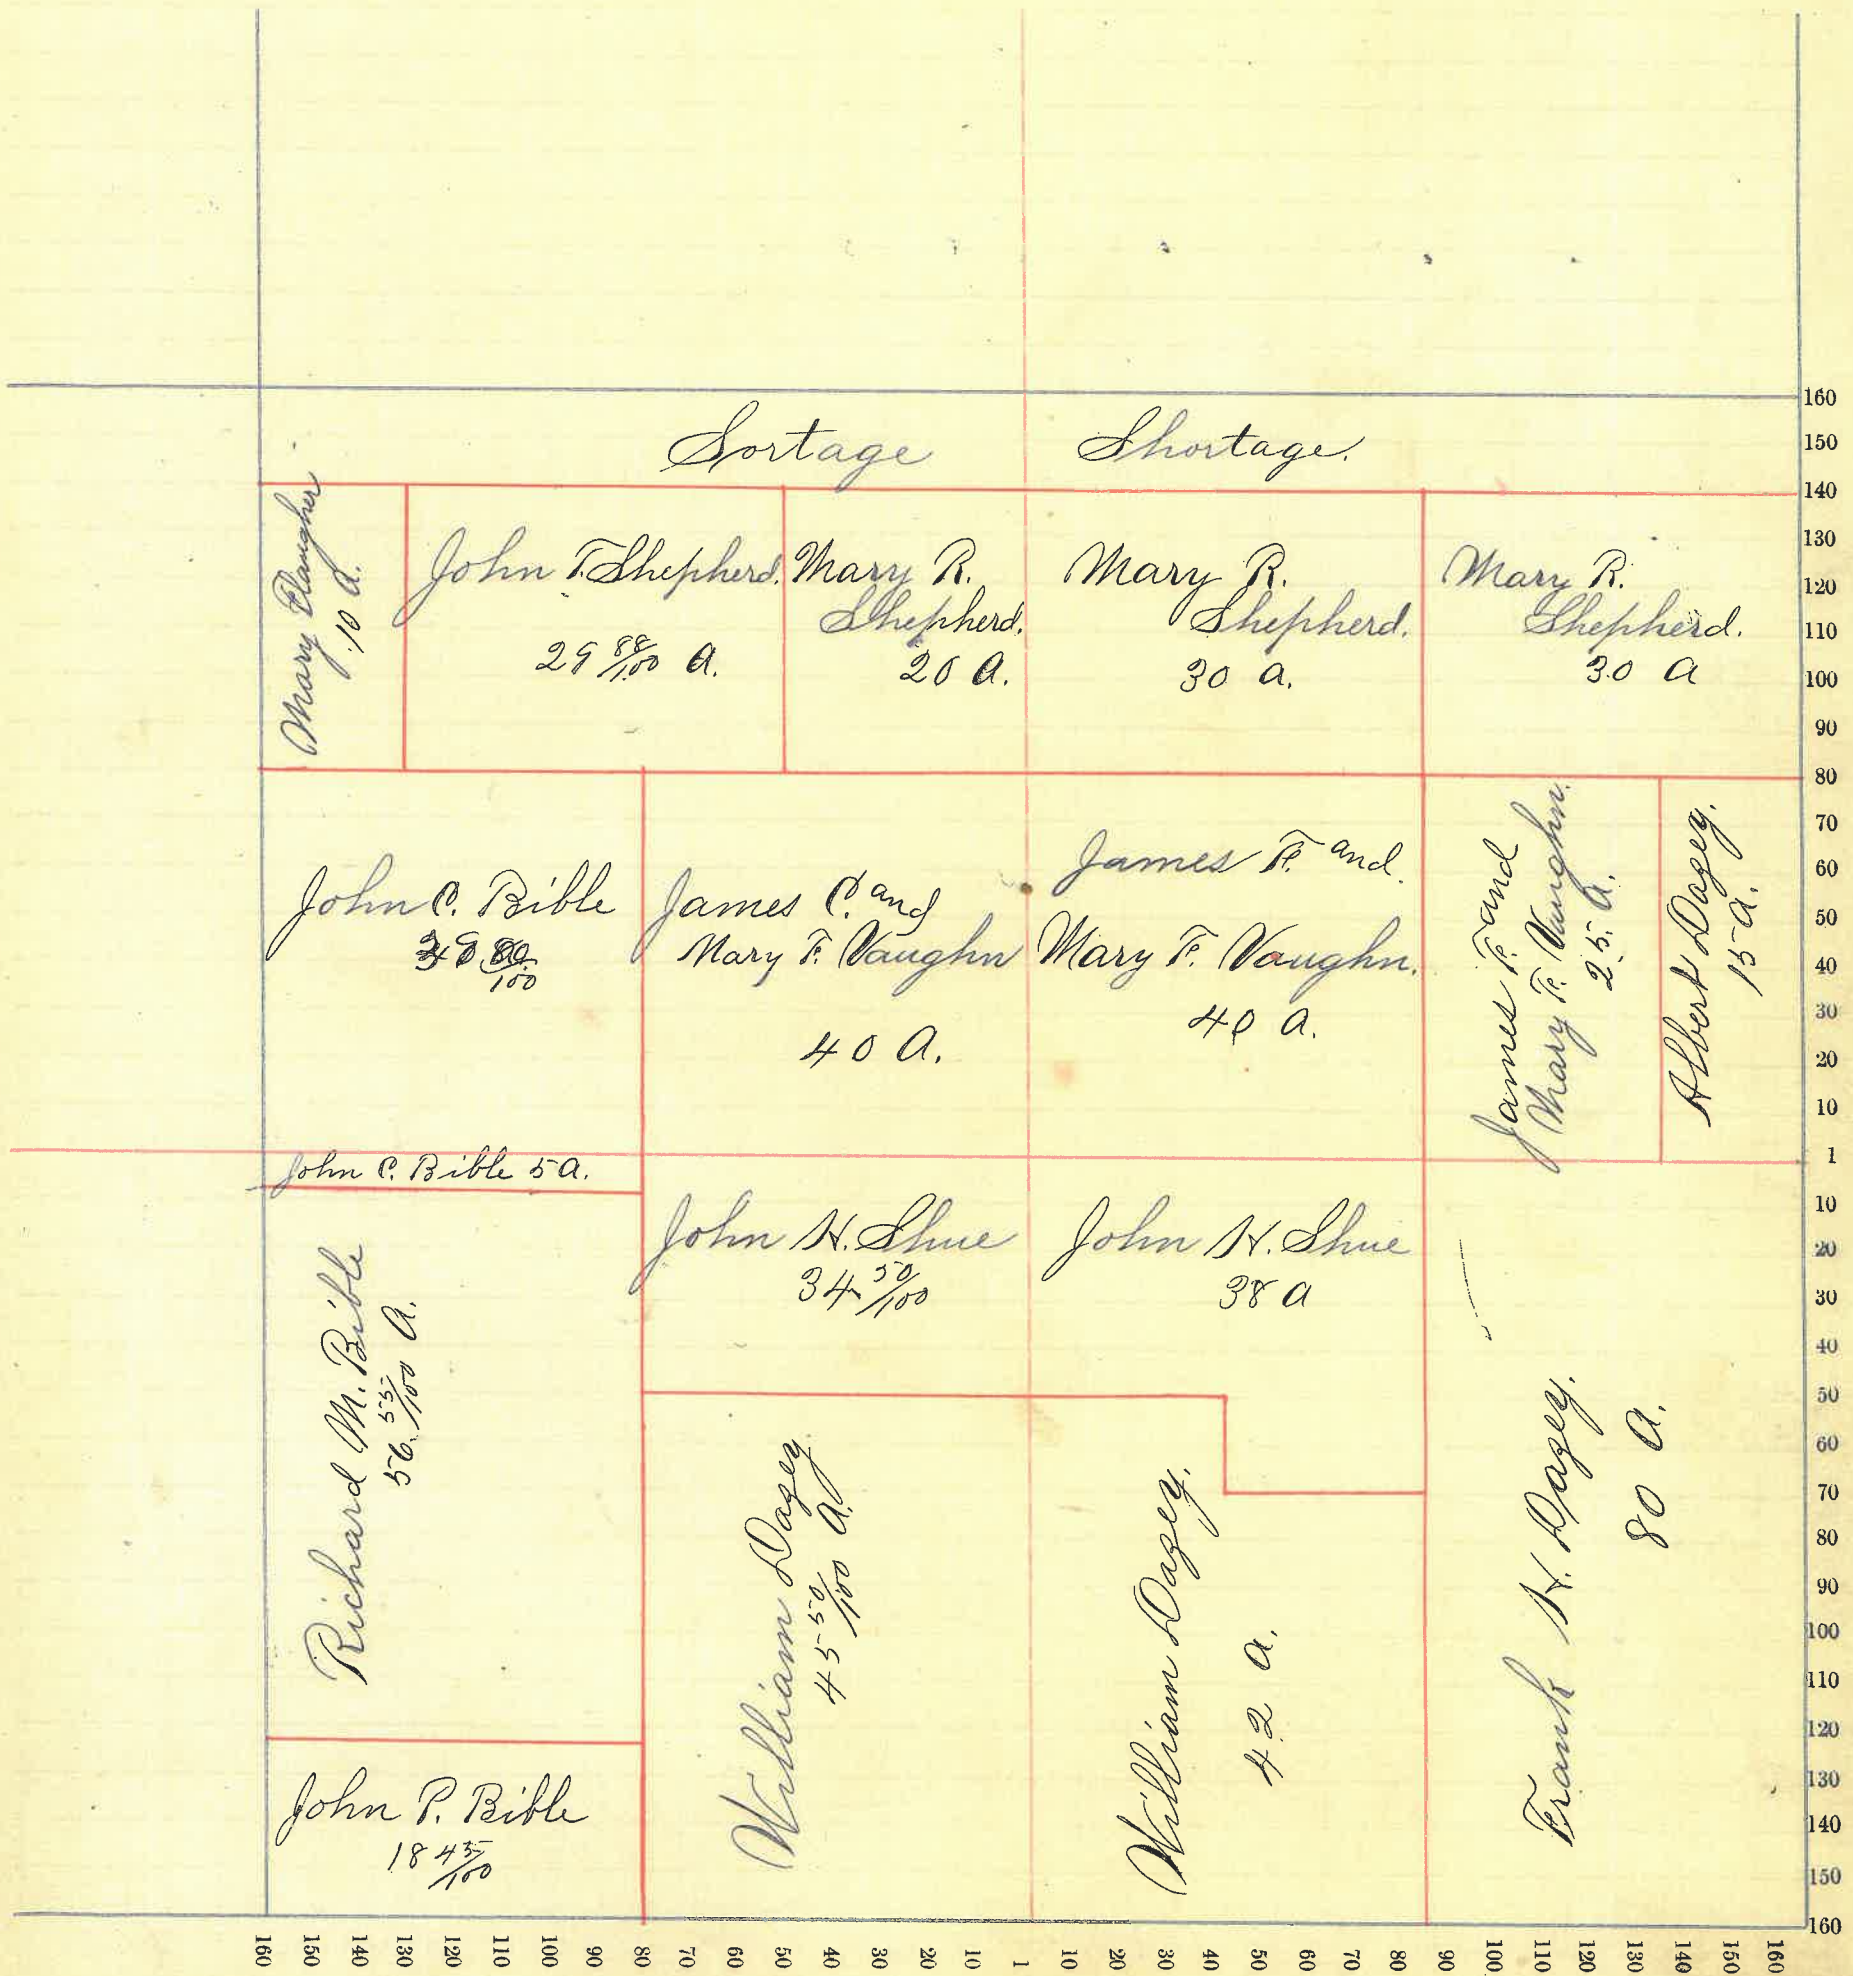 Sortage Shortage.
10 A.
John T. Shepherd.
29 88/100 A.
Mary R.
Shepherd.
20 A.
Mary R.
Shepherd.
30 A.
Mary R.
Shepherd.
30 A
John C. Bible
James C. and
Mary F. Vaughn
40 A.
James F. and
Mary F. Vaughn.
40 A.
James F. and
Mary F. Vaughn.
25. A.
Albert Dazey.
15 A.
John C. Bible 5 A.
John H. Shue
34 50/100
John H. Shue
38 A
Richard M. Bible
56. 55/100 A.
William Dazey
45 50/100 A.
William Dazey.
42 A.
Frank H. Dazey.
80 A.
John P. Bible
18 45/100
160
150
140
130
120
110
100
90
80
70
60
50
40
30
20
10
1
10
20
30
40
50
60
70
80
90
100
110
120
130
140
150
160
160 150 140 130 120 110 100 90 80 70 60 50 40 30 20 10 1 10 20 30 40 50 60 70 80 90 100 110 120 130 140 150 160